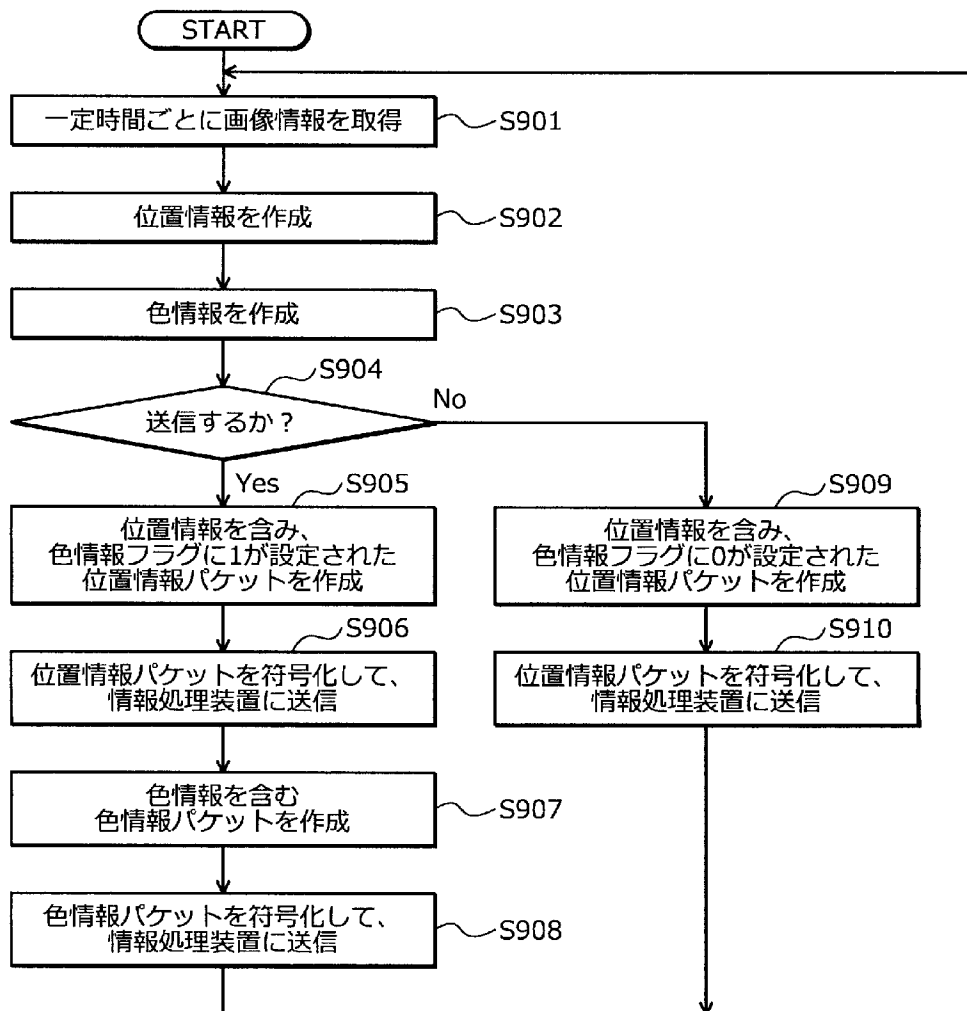 START
一定時間ごとに画像情報を取得
S901
位置情報を作成
S902
色情報を作成
S903
S904
送信するか？
No
Yes
S905
位置情報を含み、
色情報フラグに1が設定された
位置情報パケットを作成
S909
位置情報を含み、
色情報フラグに0が設定された
位置情報パケットを作成
S906
位置情報パケットを符号化して、
情報処理装置に送信
S910
位置情報パケットを符号化して、
情報処理装置に送信
色情報を含む
色情報パケットを作成
S907
色情報パケットを符号化して、
情報処理装置に送信
S908